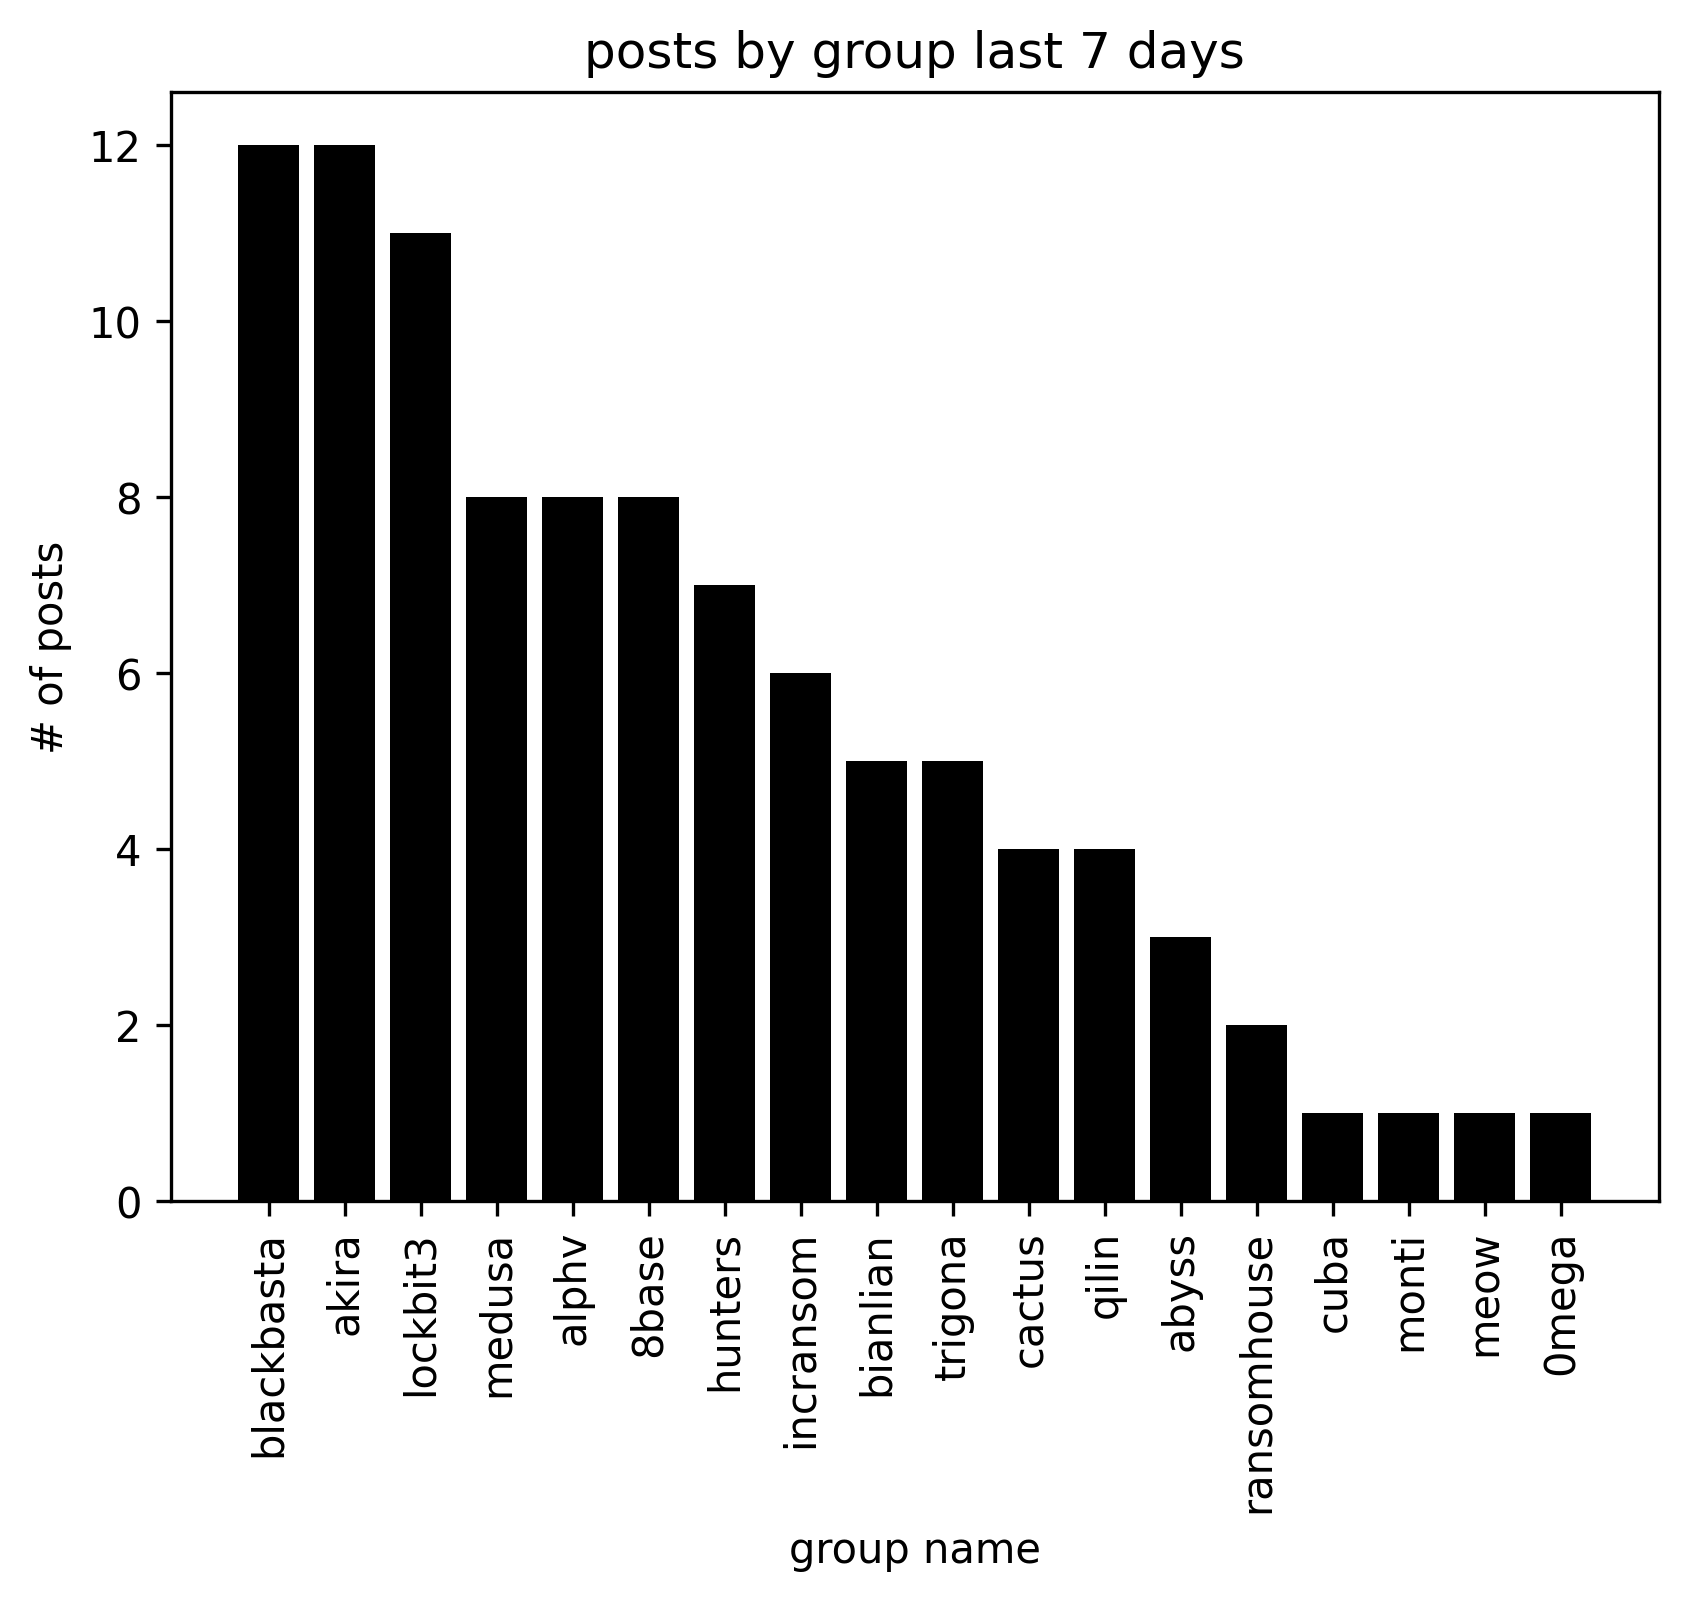 posts by group last 7 days
12
10
8
6
4
2
0
# of posts
blackbasta
akira
lockbit3
medusa
alphv
8base
hunters
incransom
bianlian
trigona
cactus
qilin
abyss
ransomhouse
cuba
monti
meow
0mega
group name